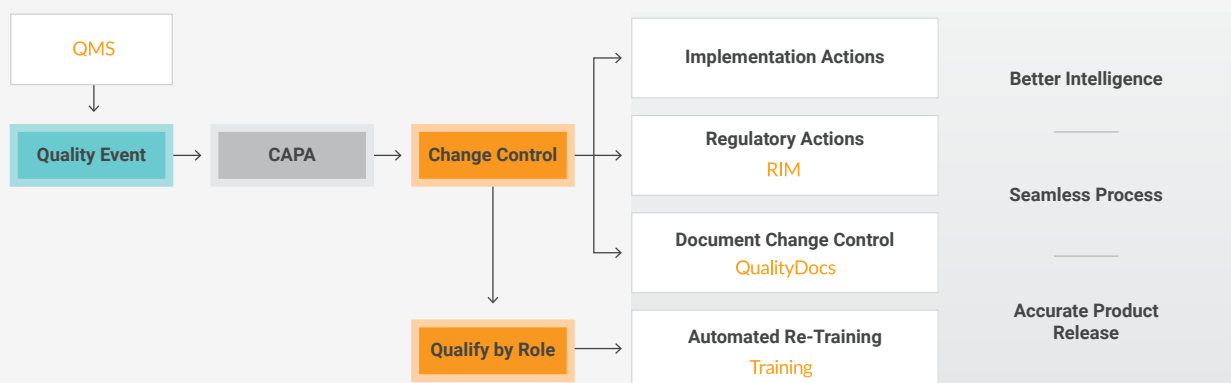 QMS
Quality Event
CAPA
Change Control
Qualify by Role
Implementation Actions
Regulatory Actions
RIM
Document Change Control
QualityDocs
Automated Re-Training
Training
Better Intelligence
Seamless Process
Accurate Product
Release